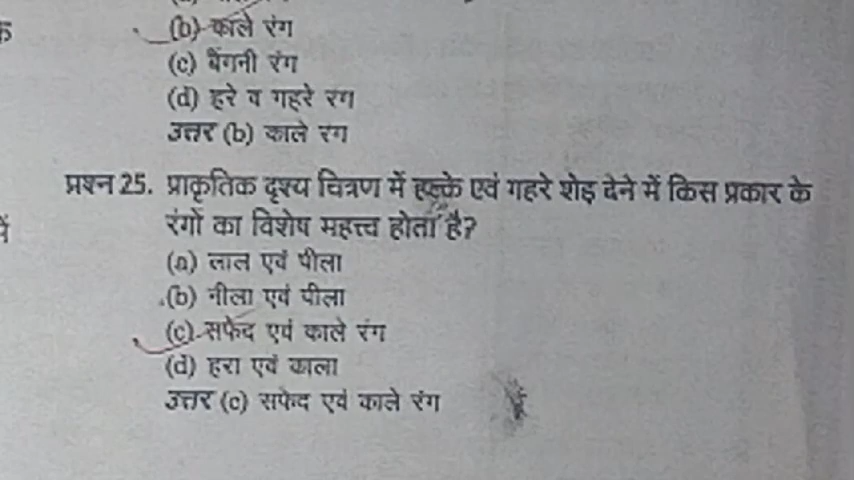 (b) काले रंग
(c) बैंगनी रंग
(d) हरे व गहरे रंग
उत्तर (b) काले रंग
प्रश्न 25. प्राकृतिक दृश्य चित्रण में हल्के एवं गहरे शेड देने में किस प्रकार के
रंगों का विशेष महत्त्व होता है?
(a) लाल एवं पीला
(b) नीला एवं पीला
(c) सफेद एवं काले रंग
(d) हरा एवं काला
उत्तर (c) सफेद एवं काले रंग